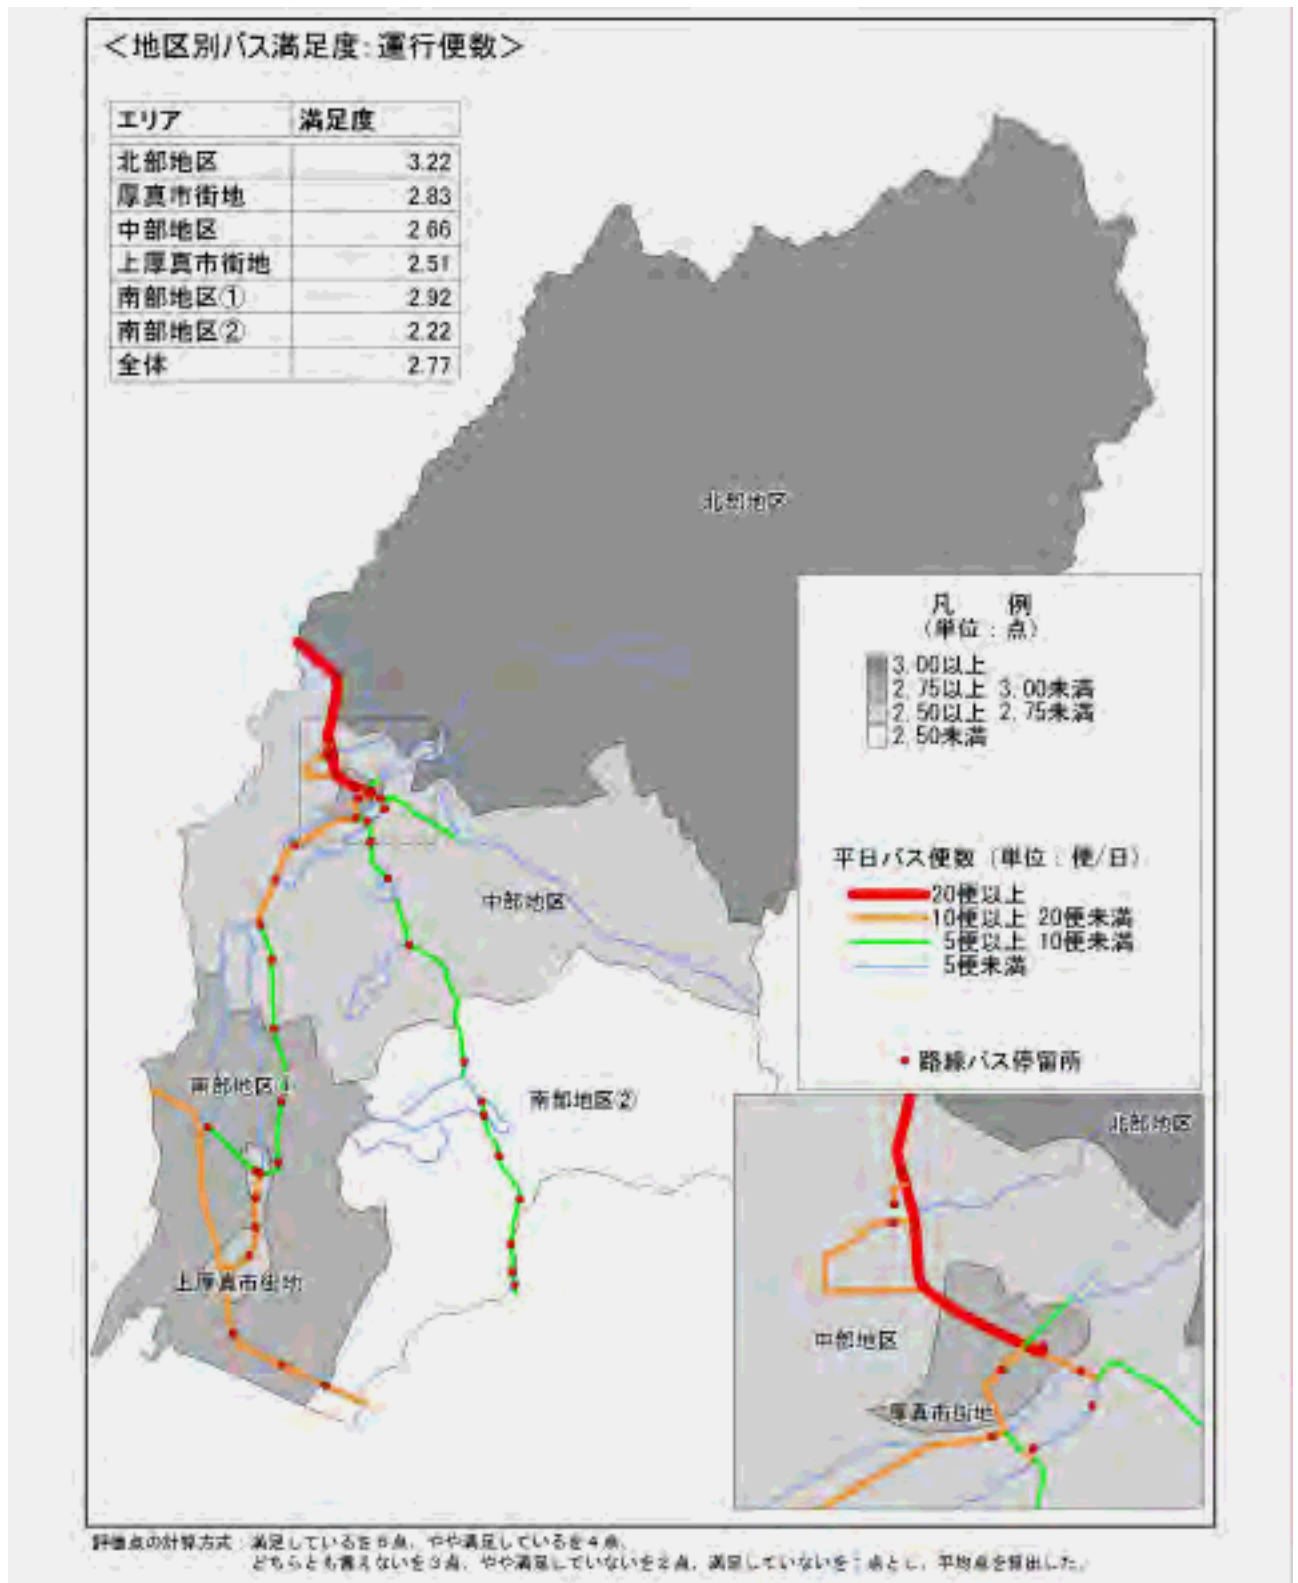 ＜地区別バス満足度：運行便数＞
エリア 満足度
北部地区 3.22
厚真市街地 2.83
中部地区 2.66
上厚真市街地 2.51
南部地区① 2.92
南部地区② 2.22
全体 2.77
北部地区
凡 例
（単位：点）
3.00以上
2.75以上 3.00未満
2.50以上 2.75未満
2.50未満
平日バス便数（単位：便/日）
20便以上
10便以上 20便未満
5便以上 10便未満
5便未満
路線バス停留所
中部地区
南部地区①
南部地区②
上厚真市街地
北部地区
中部地区
厚真市街地
評価点の計算方式：満足しているを5点、やや満足しているを4点、
どちらとも言えないを3点、やや満足していないを2点、満足していないを1点とし、平均点を算出した。